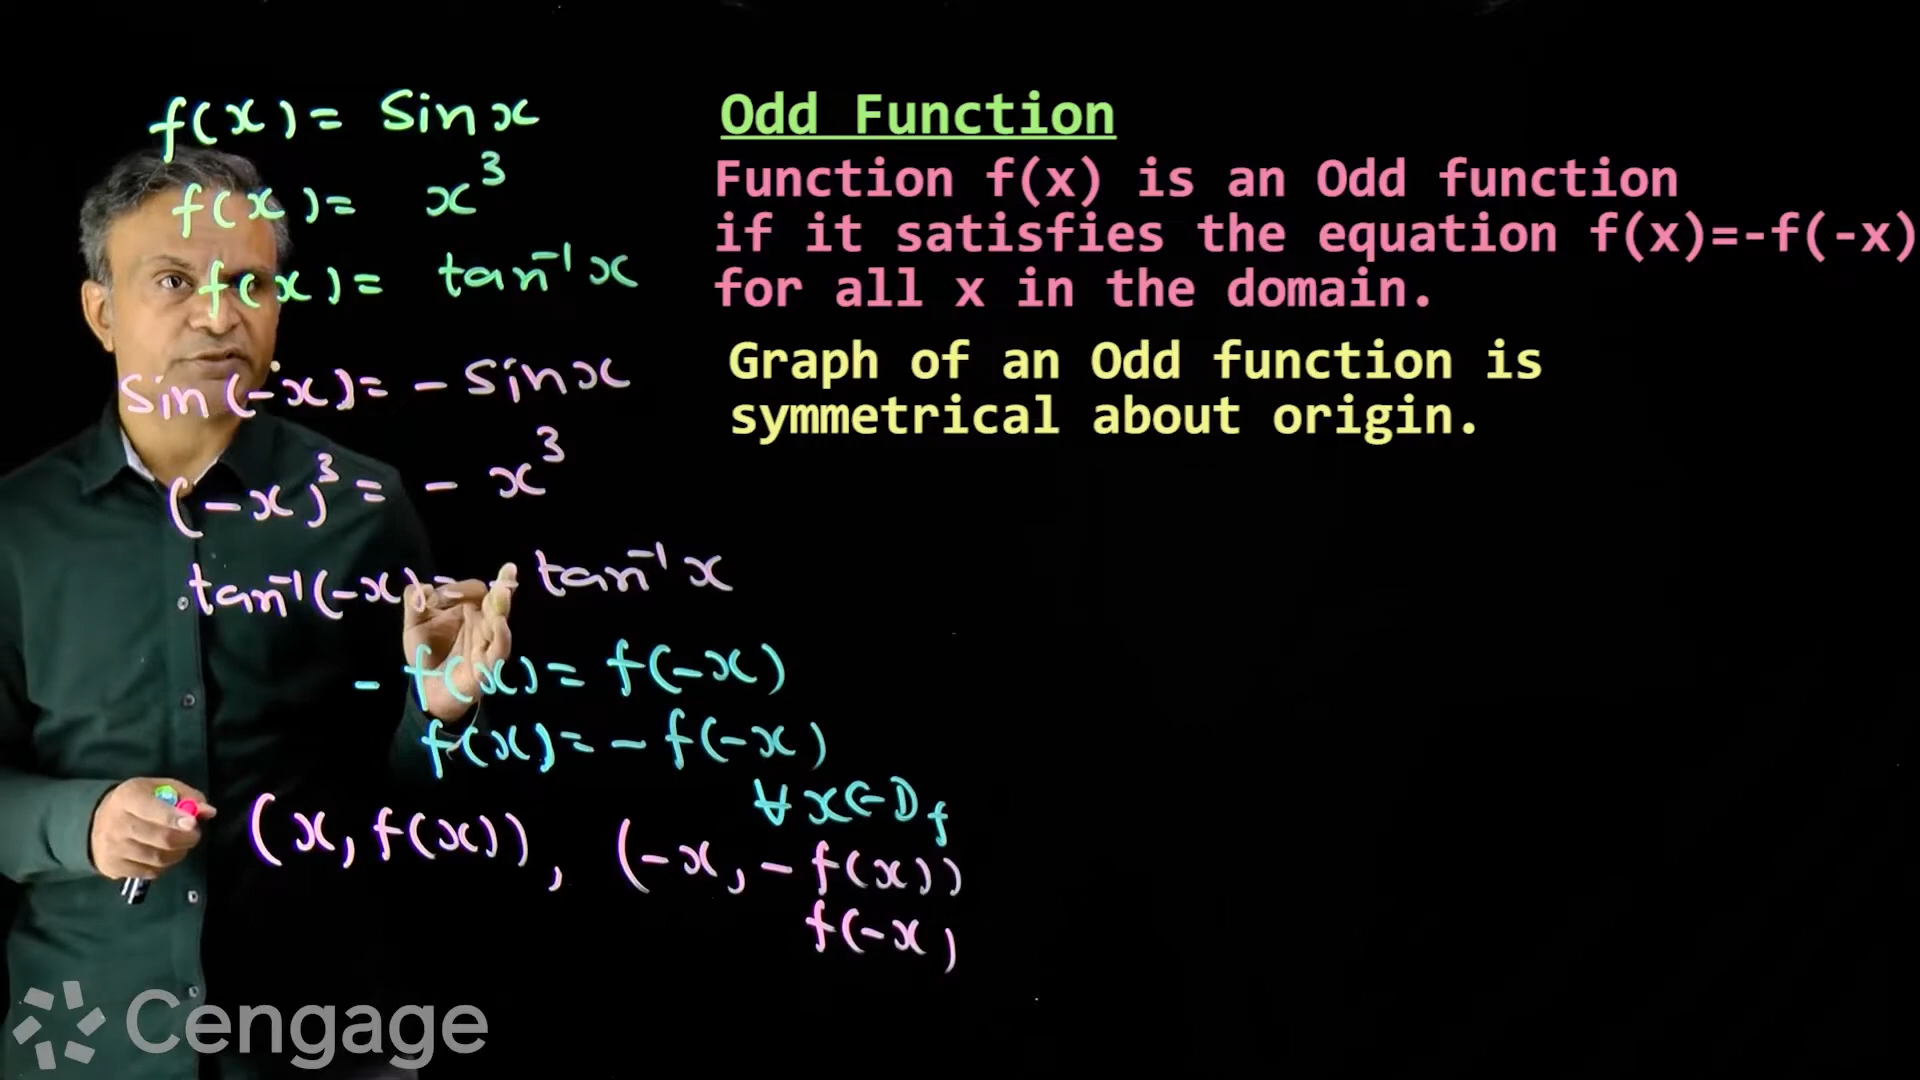 f(x) = Sin x
f(x) = x³
f(x) = tan⁻¹ x
Sin(-x) = - Sin x
(-x)³ = - x³
tan⁻¹(-x) = - tan⁻¹ x
- f(x) = f(-x)
f(x) = - f(-x)
∀ x ∈ D_f
(x, f(x)), (-x, - f(x))
f(-x)
Odd Function
Function f(x) is an Odd function
if it satisfies the equation f(x)=-f(-x)
for all x in the domain.
Graph of an Odd function is
symmetrical about origin.
Cengage